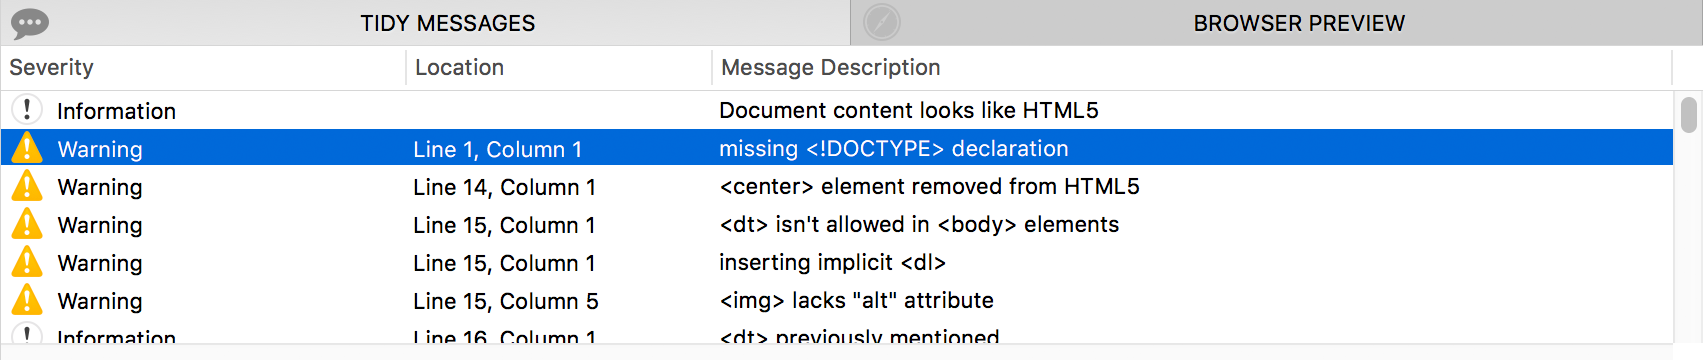 TIDY MESSAGES BROWSER PREVIEW
Severity Location Message Description
Information Document content looks like HTML5
Warning Line 1, Column 1 missing <!DOCTYPE> declaration
Warning Line 14, Column 1 <center> element removed from HTML5
Warning Line 15, Column 1 <dt> isn't allowed in <body> elements
Warning Line 15, Column 1 inserting implicit <dl>
Warning Line 15, Column 5 <img> lacks "alt" attribute
Information Line 16, Column 1 <dt> previously mentioned